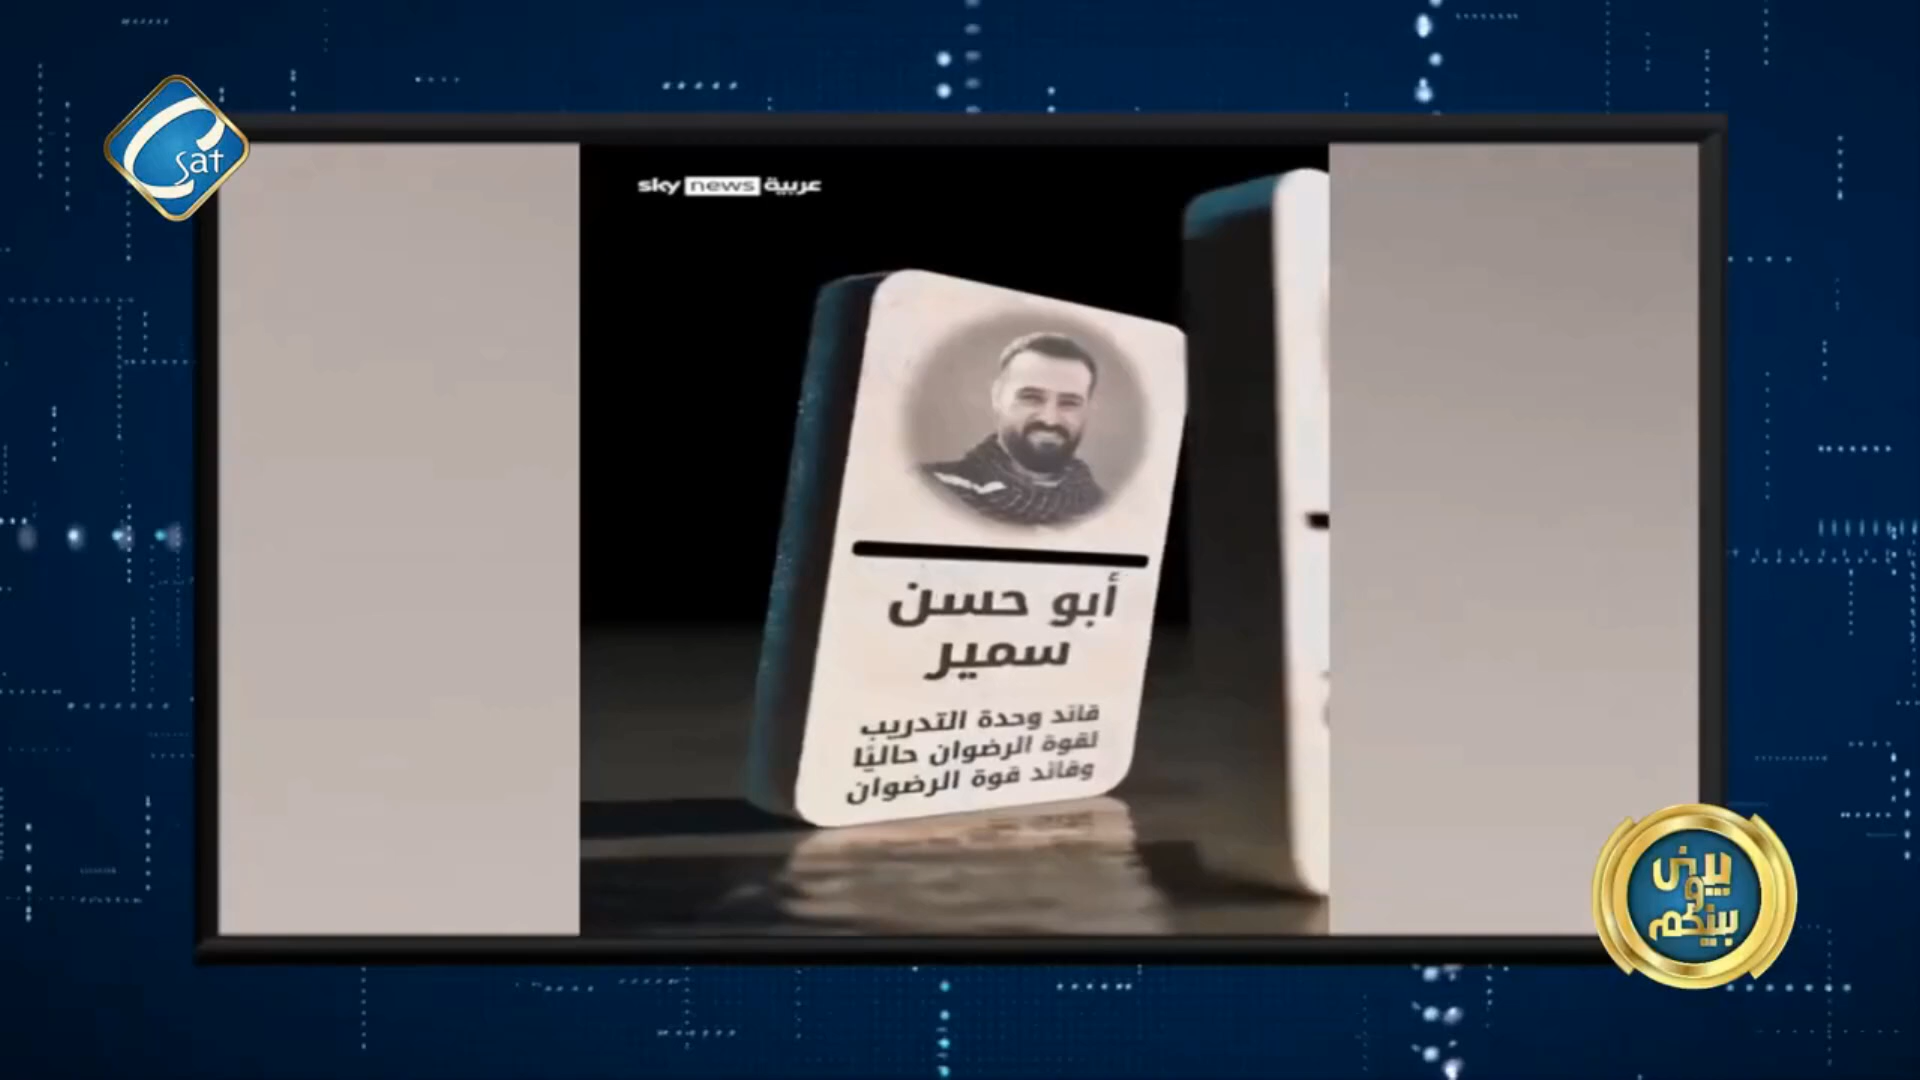 C Sat
sky news عربية
أبو حسن
سمير
قائد وحدة التدريب
لقوة الرضوان حاليًا
وقائد قوة الرضوان
بيني
و
بينكم